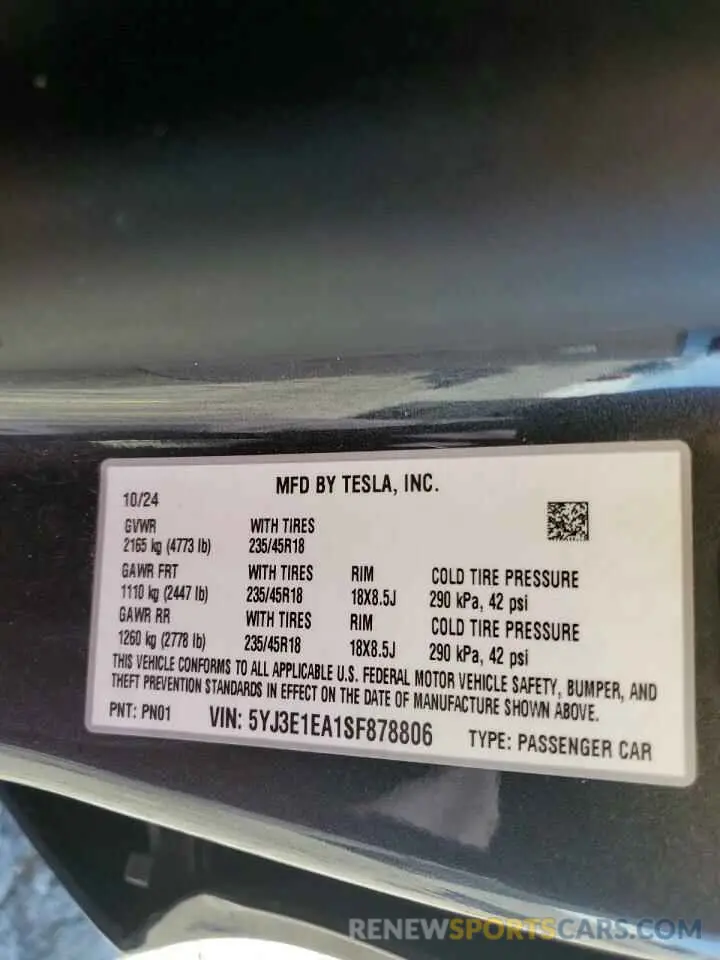 MFD BY TESLA, INC.
10/24
GVWR WITH TIRES
2165 kg (4773 lb) 235/45R18
GAWR FRT WITH TIRES RIM COLD TIRE PRESSURE
1110 kg (2447 lb) 235/45R18 18X8.5J 290 kPa, 42 psi
GAWR RR WITH TIRES RIM COLD TIRE PRESSURE
1260 kg (2778 lb) 235/45R18 18X8.5J 290 kPa, 42 psi
THIS VEHICLE CONFORMS TO ALL APPLICABLE U.S. FEDERAL MOTOR VEHICLE SAFETY, BUMPER, AND
THEFT PREVENTION STANDARDS IN EFFECT ON THE DATE OF MANUFACTURE SHOWN ABOVE.
PNT: PN01 VIN: 5YJ3E1EA1SF878806 TYPE: PASSENGER CAR
RENEWSPORTSCARS.COM